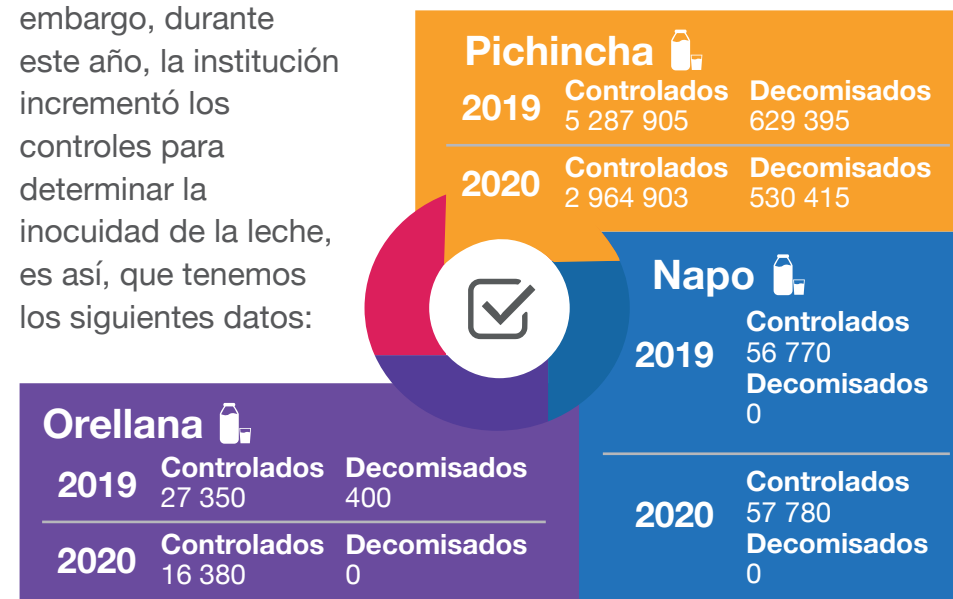 embargo, durante
este año, la institución
incrementó los
controles para
determinar la
inocuidad de la leche,
es así, que tenemos
los siguientes datos:
Pichincha
2019 Controlados Decomisados
5 287 905 629 395
2020 Controlados Decomisados
2 964 903 530 415
Napo
2019
Controlados
56 770
Decomisados
0
2020
Controlados
57 780
Decomisados
0
Orellana
2019 Controlados Decomisados
27 350 400
2020 Controlados Decomisados
16 380 0